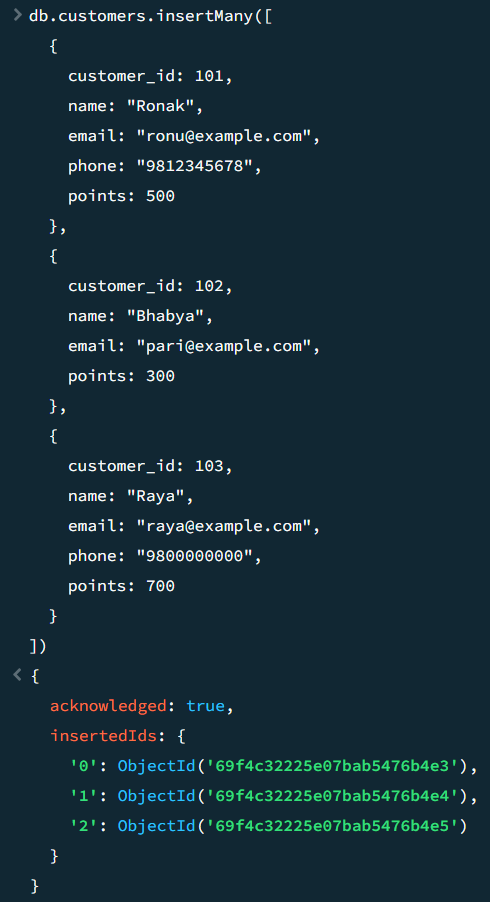 db.customers.insertMany([
{
customer_id: 101,
name: "Ronak",
email: "ronu@example.com",
phone: "9812345678",
points: 500
},
{
customer_id: 102,
name: "Bhabya",
email: "pari@example.com",
points: 300
},
{
customer_id: 103,
name: "Raya",
email: "raya@example.com",
phone: "9800000000",
points: 700
}
])
{
acknowledged: true,
insertedIds: {
'0': ObjectId('69f4c32225e07bab5476b4e3'),
'1': ObjectId('69f4c32225e07bab5476b4e4'),
'2': ObjectId('69f4c32225e07bab5476b4e5')
}
}